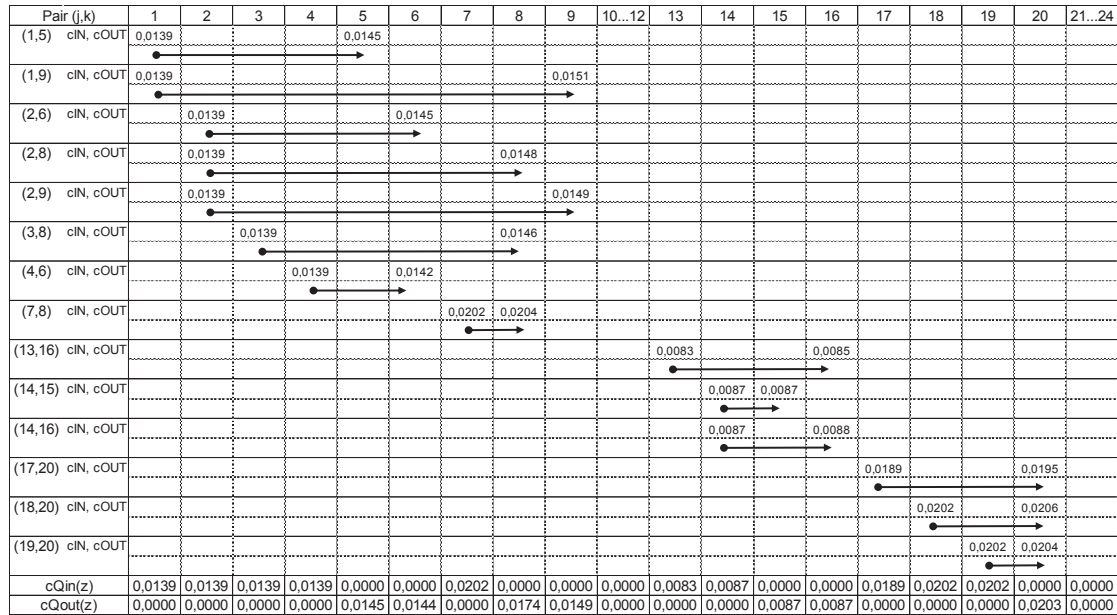 Pair (j,k) 1 2 3 4 5 6 7 8 9 10...12 13 14 15 16 17 18 19 20 21...24
(1,5) cIN, cOUT 0,0139 0,0145
(1,9) cIN, cOUT 0,0139 0,0151
(2,6) cIN, cOUT 0,0139 0,0145
(2,8) cIN, cOUT 0,0139 0,0148
(2,9) cIN, cOUT 0,0139 0,0149
(3,8) cIN, cOUT 0,0139 0,0146
(4,6) cIN, cOUT 0,0139 0,0142
(7,8) cIN, cOUT 0,0202 0,0204
(13,16) cIN, cOUT 0,0083 0,0085
(14,15) cIN, cOUT 0,0087 0,0087
(14,16) cIN, cOUT 0,0087 0,0088
(17,20) cIN, cOUT 0,0189 0,0195
(18,20) cIN, cOUT 0,0202 0,0206
(19,20) cIN, cOUT 0,0202 0,0204
cQin(z) 0,0139 0,0139 0,0139 0,0139 0,0000 0,0000 0,0202 0,0000 0,0000 0,0000 0,0083 0,0087 0,0000 0,0000 0,0189 0,0202 0,0202 0,0000 0,0000
cQout(z) 0,0000 0,0000 0,0000 0,0000 0,0145 0,0144 0,0000 0,0174 0,0149 0,0000 0,0000 0,0000 0,0087 0,0087 0,0000 0,0000 0,0000 0,0203 0,0000